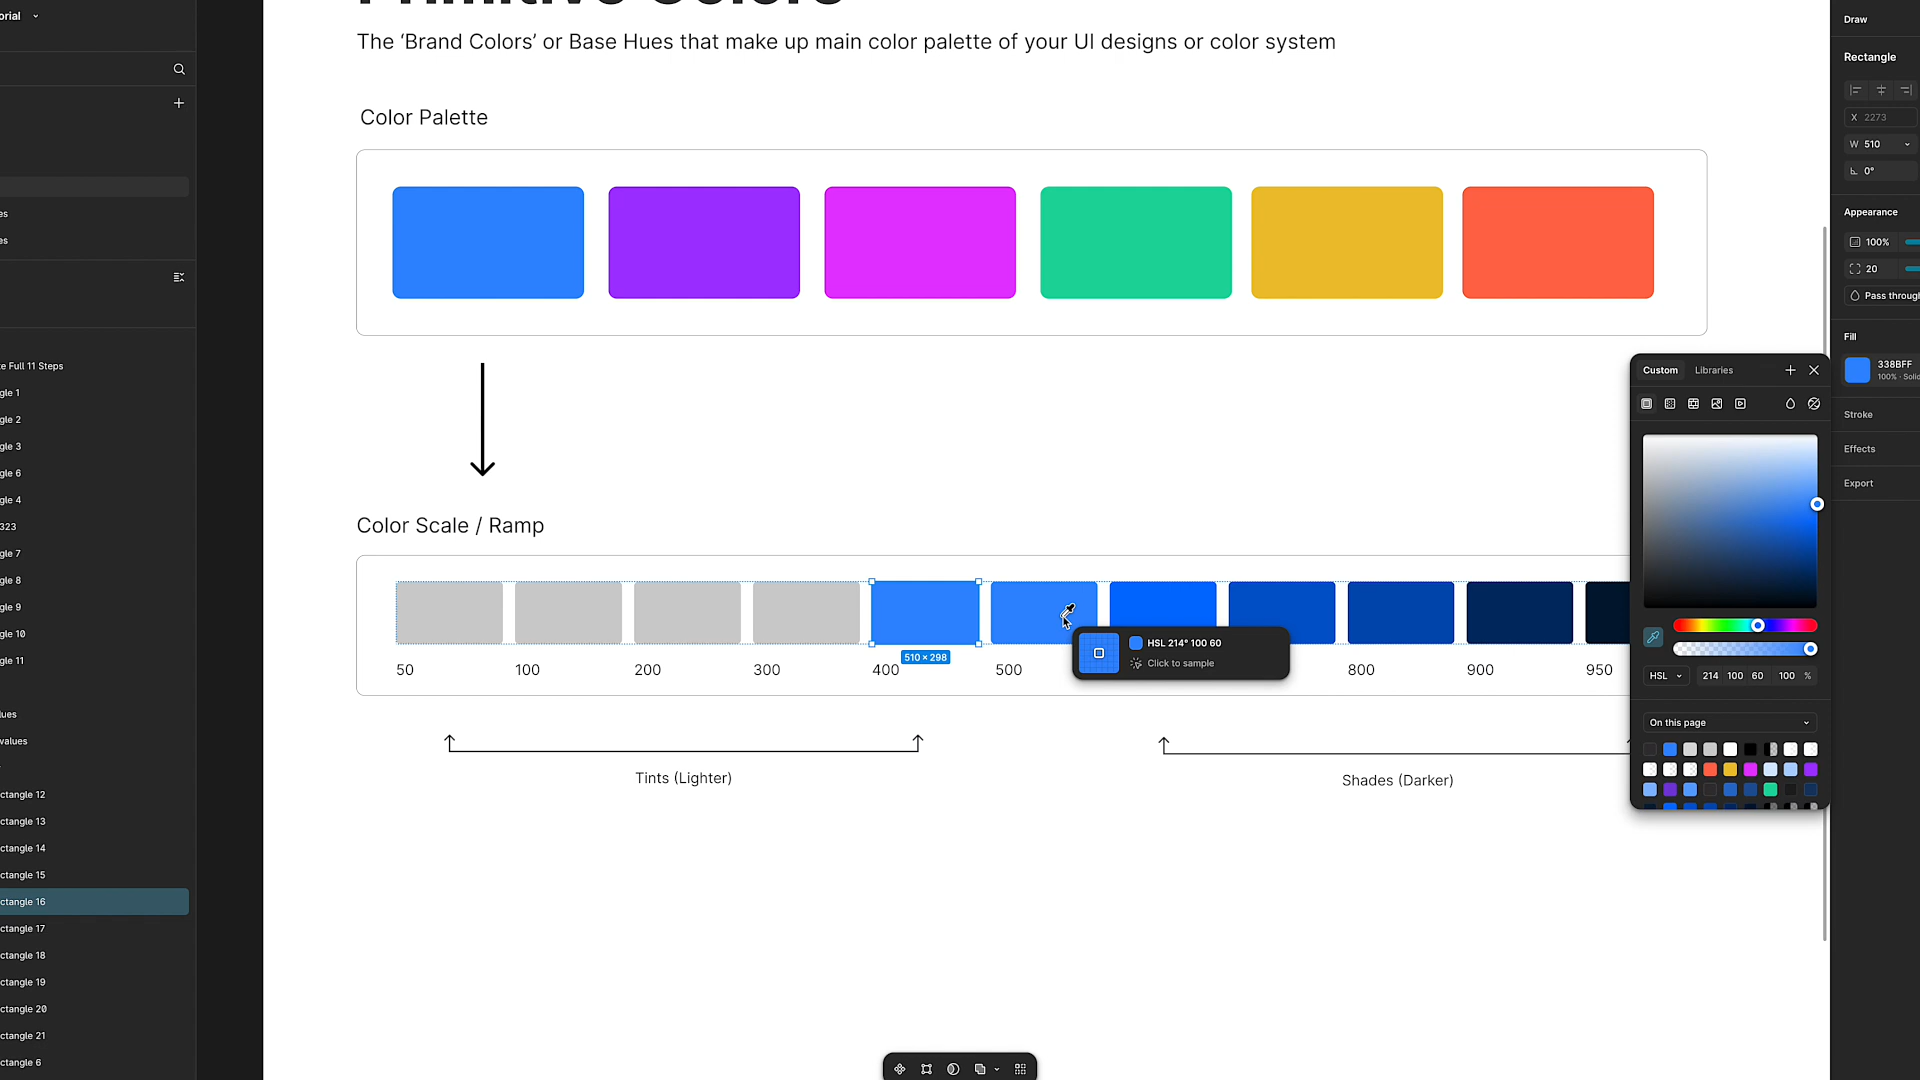 orial
Primitive Colors
The ‘Brand Colors’ or Base Hues that make up main color palette of your UI designs or color system
Color Palette
Color Scale / Ramp
510 × 298
HSL 214° 100 60
Click to sample
50
100
200
300
400
500
800
900
950
Tints (Lighter)
Shades (Darker)
es
es
te Full 11 Steps
gle 1
gle 2
gle 3
gle 6
gle 4
323
gle 7
gle 8
gle 9
gle 10
gle 11
lues
values
ctangle 12
ctangle 13
ctangle 14
ctangle 15
ctangle 16
ctangle 17
ctangle 18
ctangle 19
ctangle 20
ctangle 21
ctangle 6
Draw
Rectangle
X 2273
W 510
0°
Appearance
100%
20
Pass through
Fill
338BFF
100% · Solid
Stroke
Effects
Export
Custom
Libraries
HSL
214 100 60 100 %
On this page